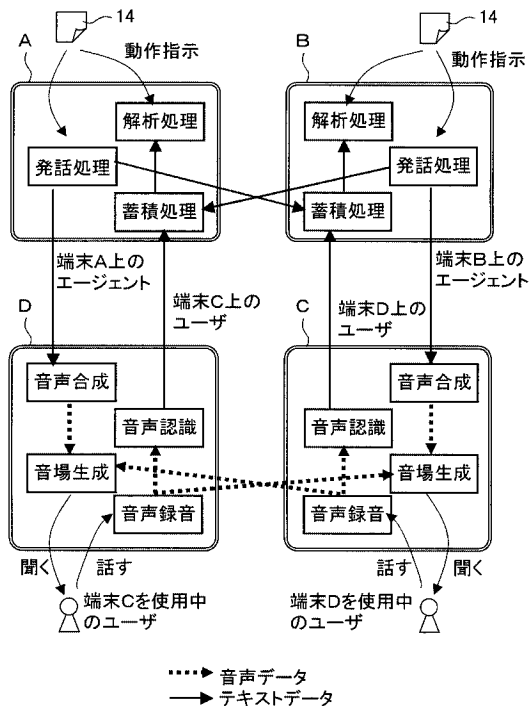 14
14
A
B
動作指示
動作指示
解析処理
解析処理
発話処理
発話処理
蓄積処理
蓄積処理
端末A上の
エージェント
端末C上の
ユーザ
端末D上の
ユーザ
端末B上の
エージェント
D
C
音声合成
音声合成
音声認識
音声認識
音場生成
音場生成
音声録音
音声録音
聞く
話す
話す
聞く
端末Cを使用中
のユーザ
端末Dを使用中
のユーザ
音声データ
テキストデータ